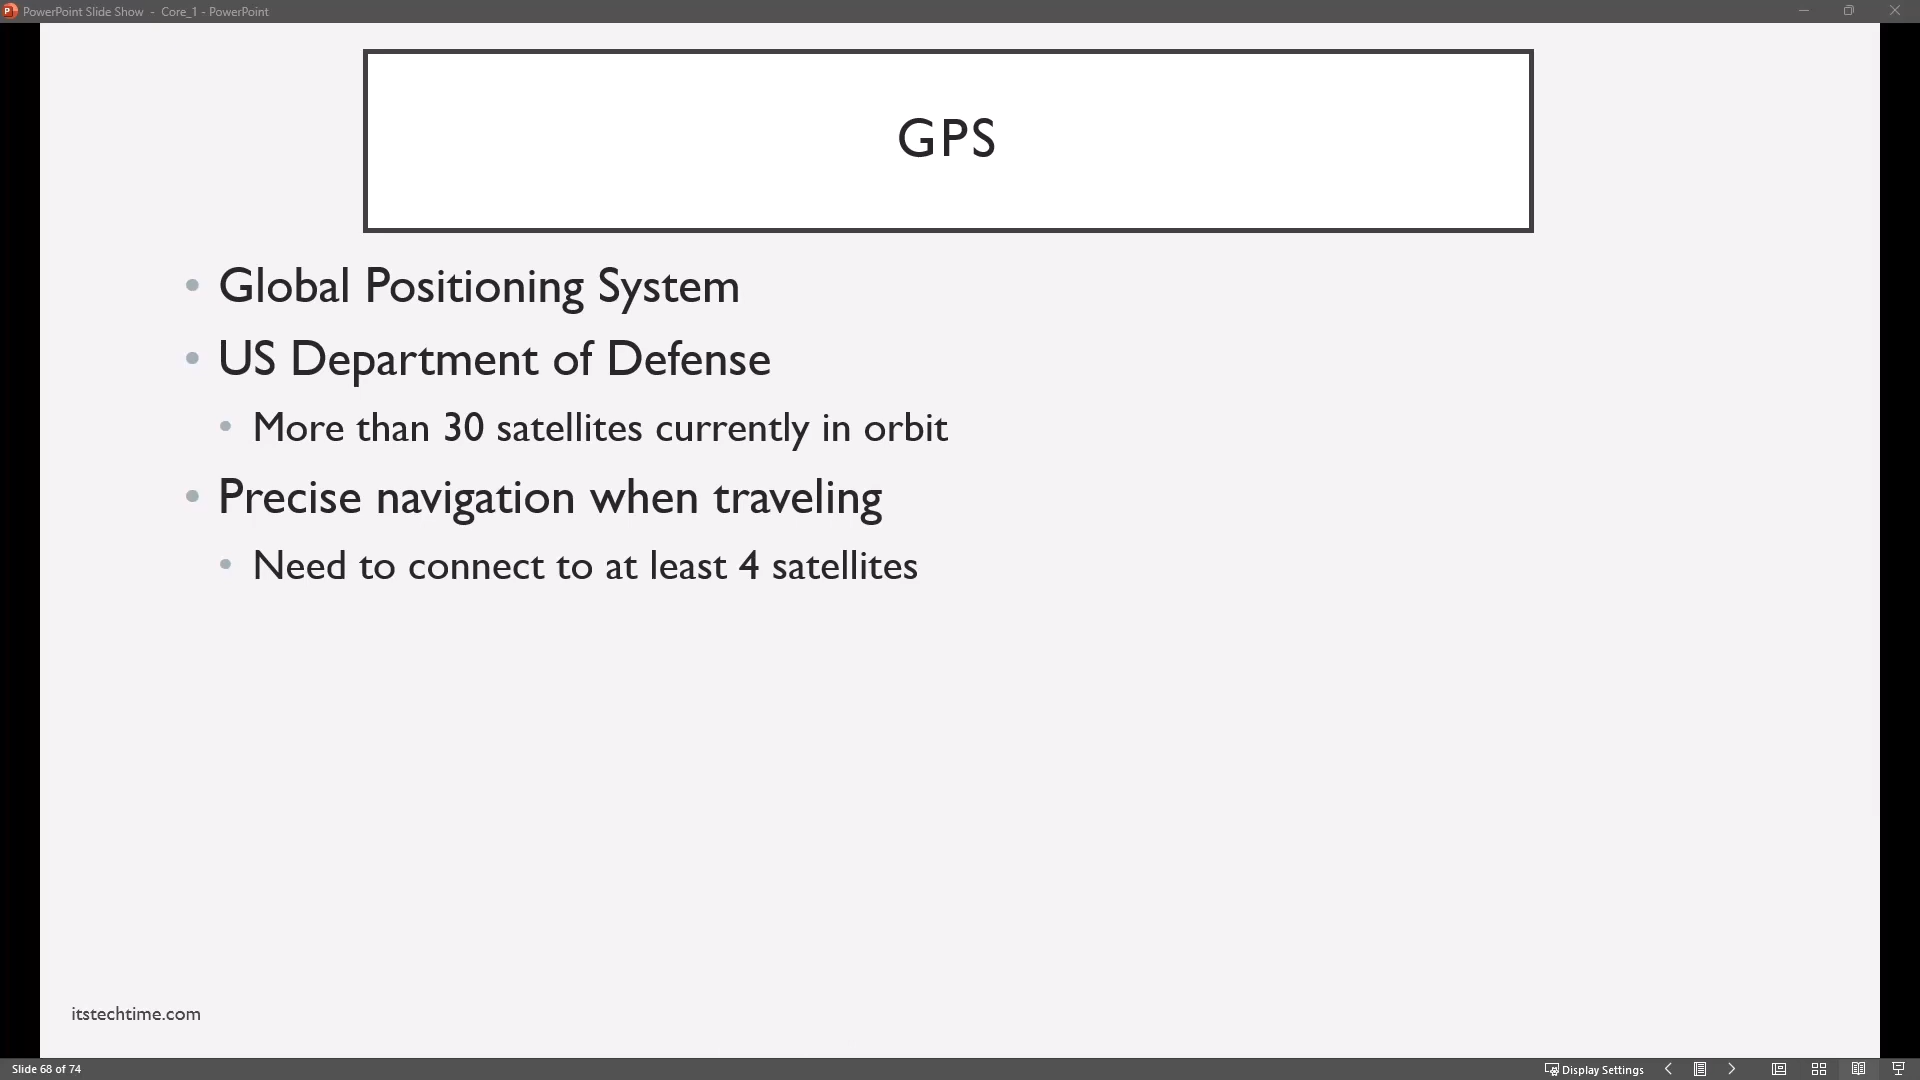 PowerPoint Slide Show - Core_1 - PowerPoint
GPS
• Global Positioning System
• US Department of Defense
• More than 30 satellites currently in orbit
• Precise navigation when traveling
• Need to connect to at least 4 satellites
itstechtime.com
Slide 68 of 74
Display Settings